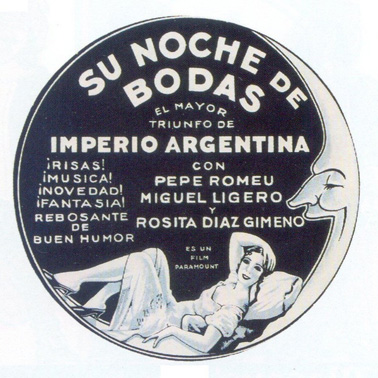 SU NOCHE DE
BODAS
EL MAYOR
TRIUNFO DE
IMPERIO ARGENTINA
¡RISAS!
¡MUSICA!
¡NOVEDAD!
¡FANTASIA!
REBOSANTE
DE
BUEN HUMOR
CON
PEPE ROMEU
MIGUEL LIGERO
Y
ROSITA DIAZ GIMENO
ES UN
FILM
PARAMOUNT